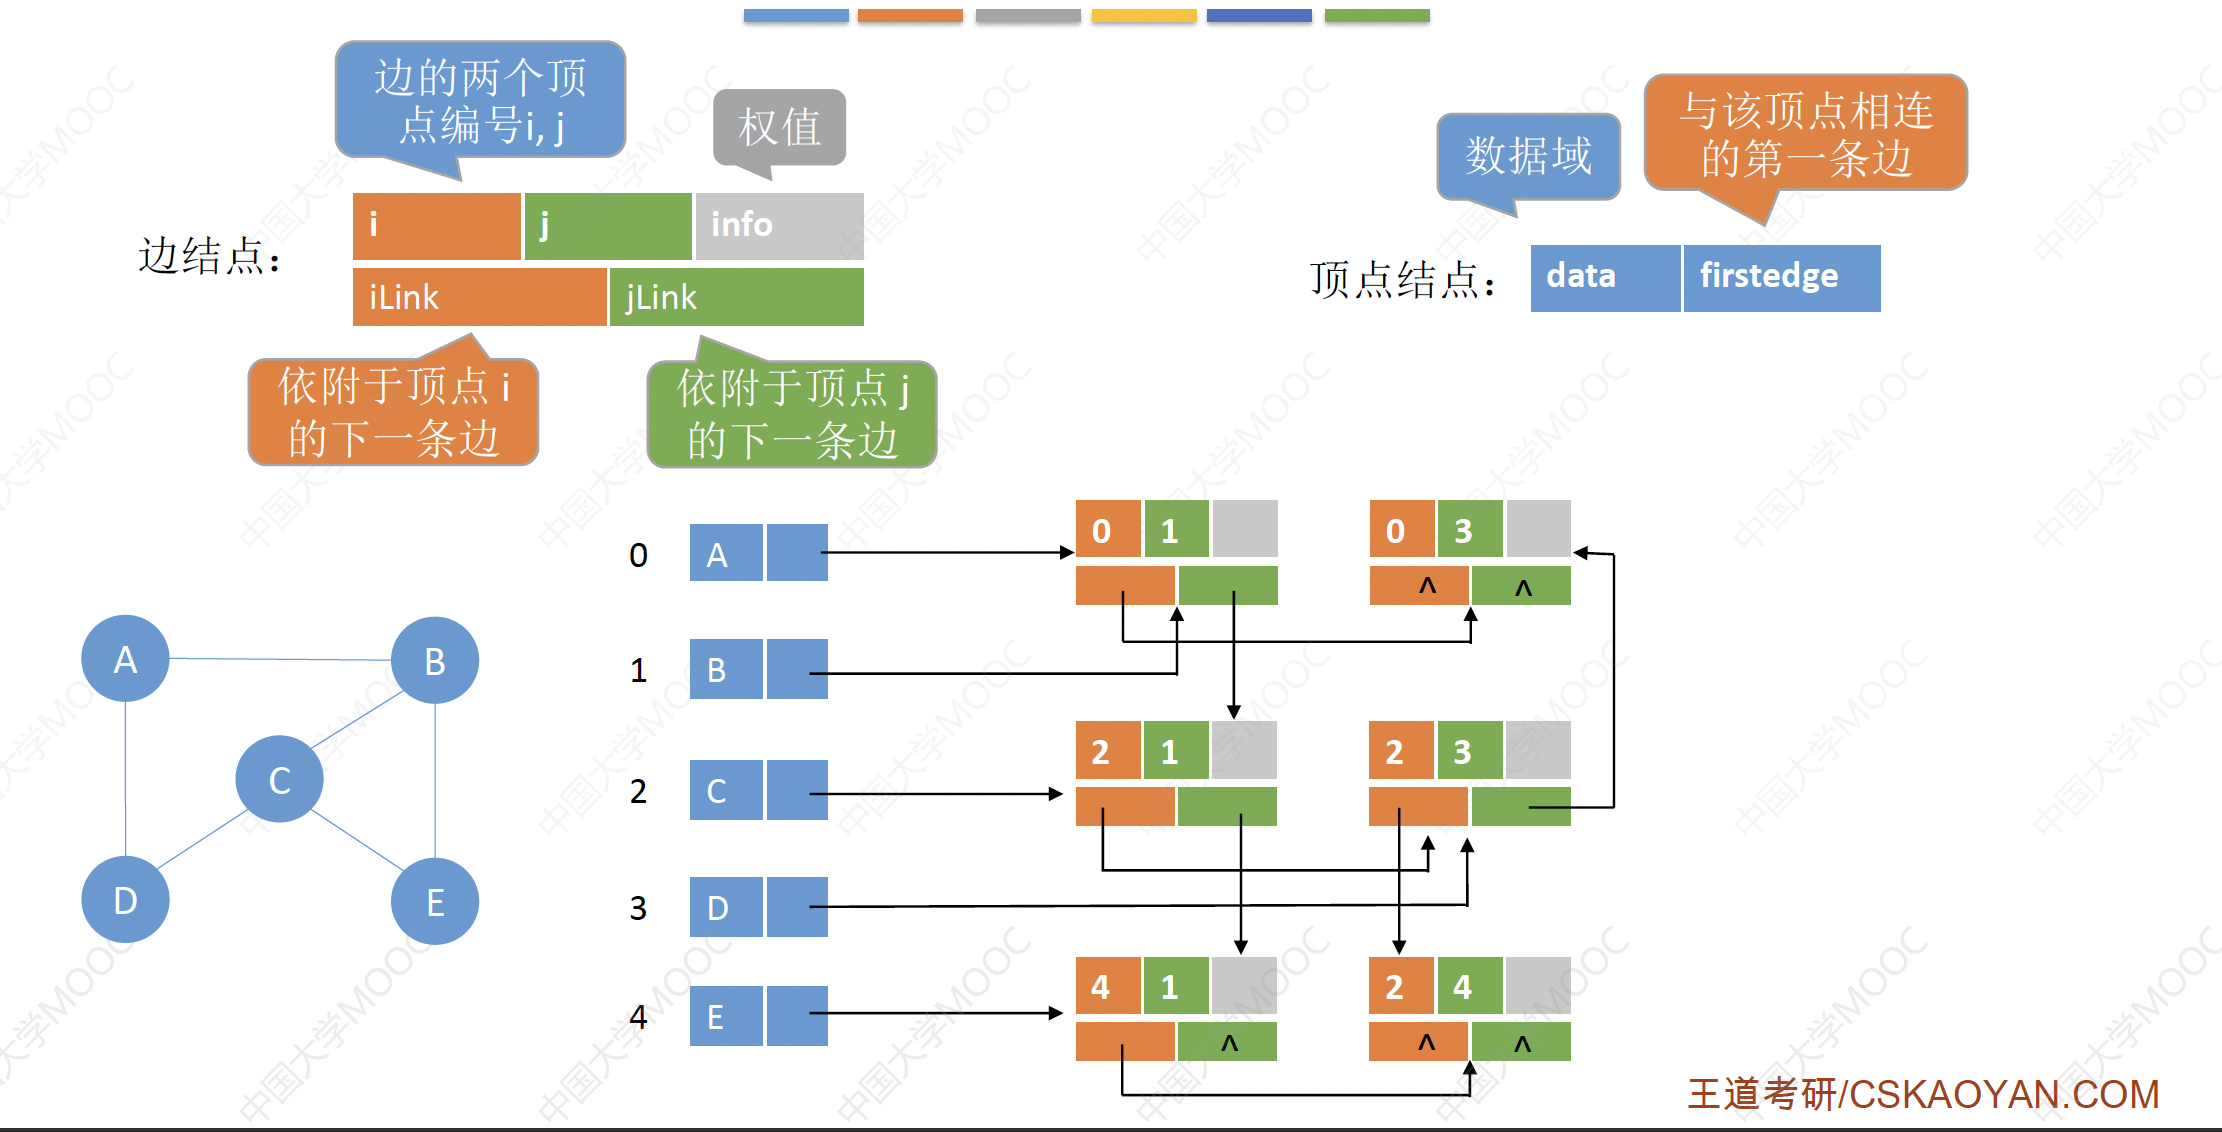 边的两个顶
点编号i, j
权值
数据域
与该顶点相连
的第一条边
边结点：
i
j
info
iLink
jLink
顶点结点：
data
firstedge
依附于顶点 i
的下一条边
依附于顶点 j
的下一条边
0
A
0
1
0
3
^
^
1
B
2
C
2
1
2
3
3
D
4
E
4
1
^
2
4
^
^
A
B
C
D
E
王道考研/CSKAOYAN.COM
中国大学MOOC